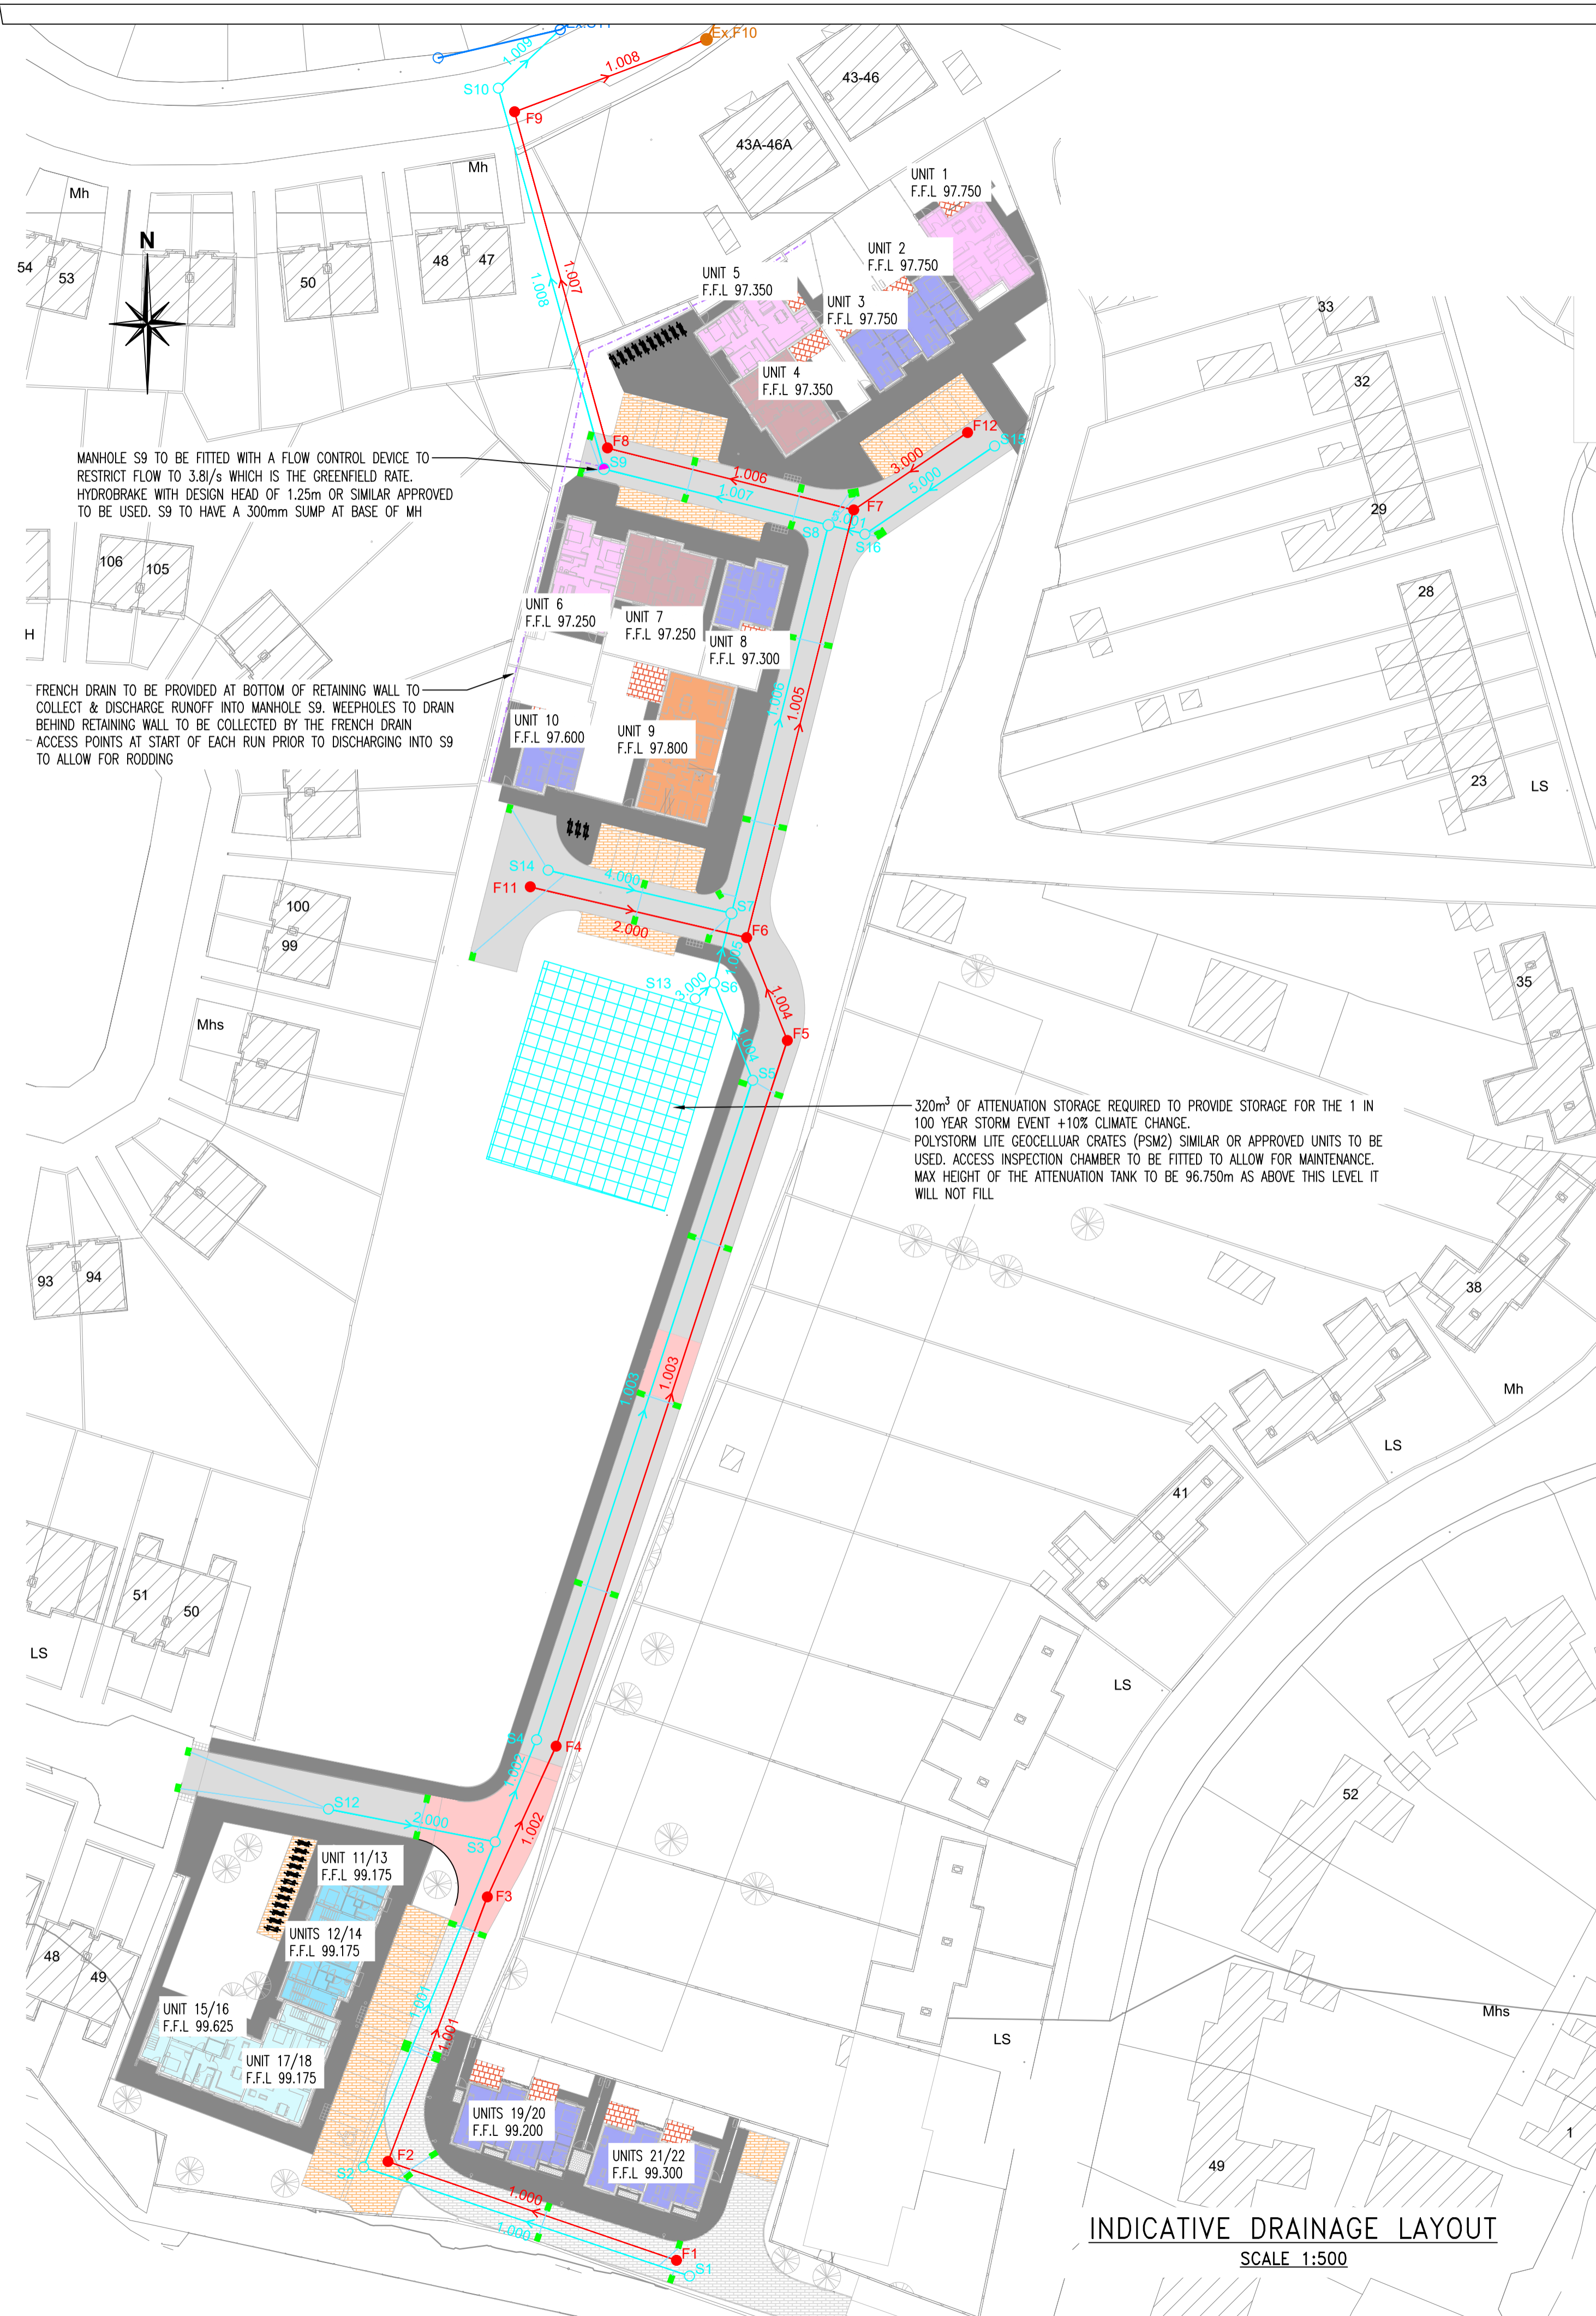 Ex.F10
1.009
1.008
S10
F9
43-46
43A-46A
Mh
Mh
UNIT 1
F.F.L 97.750
N
54
53
50
48
47
UNIT 2
F.F.L 97.750
UNIT 5
F.F.L 97.350
UNIT 3
F.F.L 97.750
1.008
1.007
33
UNIT 4
F.F.L 97.350
32
F8
F12
S15
MANHOLE S9 TO BE FITTED WITH A FLOW CONTROL DEVICE TO
RESTRICT FLOW TO 3.8l/s WHICH IS THE GREENFIELD RATE.
HYDROBRAKE WITH DESIGN HEAD OF 1.25m OR SIMILAR APPROVED
TO BE USED. S9 TO HAVE A 300mm SUMP AT BASE OF MH
S9
1.006
3.000
1.007
5.000
F7
S8
5.001
S16
29
106
105
28
UNIT 6
F.F.L 97.250
UNIT 7
F.F.L 97.250
UNIT 8
F.F.L 97.300
H
FRENCH DRAIN TO BE PROVIDED AT BOTTOM OF RETAINING WALL TO
COLLECT & DISCHARGE RUNOFF INTO MANHOLE S9. WEEPHOLES TO DRAIN
BEHIND RETAINING WALL TO BE COLLECTED BY THE FRENCH DRAIN
ACCESS POINTS AT START OF EACH RUN PRIOR TO DISCHARGING INTO S9
TO ALLOW FOR RODDING
1.006
1.005
UNIT 10
F.F.L 97.600
UNIT 9
F.F.L 97.800
23
LS
S14
4.000
F11
2.000
S7
F6
100
99
1.005
S13
3.000
S6
35
Mhs
1.004
1.004
F5
S5
320m³ OF ATTENUATION STORAGE REQUIRED TO PROVIDE STORAGE FOR THE 1 IN
100 YEAR STORM EVENT +10% CLIMATE CHANGE.
POLYSTORM LITE GEOCELLUAR CRATES (PSM2) SIMILAR OR APPROVED UNITS TO BE
USED. ACCESS INSPECTION CHAMBER TO BE FITTED TO ALLOW FOR MAINTENANCE.
MAX HEIGHT OF THE ATTENUATION TANK TO BE 96.750m AS ABOVE THIS LEVEL IT
WILL NOT FILL
93
94
38
1.003
1.003
Mh
LS
41
51
50
LS
LS
S4
F4
1.002
1.002
S12
2.000
S3
52
UNIT 11/13
F.F.L 99.175
F3
UNITS 12/14
F.F.L 99.175
48
49
UNIT 15/16
F.F.L 99.625
1.001
1.001
Mhs
LS
UNIT 17/18
F.F.L 99.175
UNITS 19/20
F.F.L 99.200
UNITS 21/22
F.F.L 99.300
1
F2
S2
49
1.000
1.000
F1
S1
INDICATIVE DRAINAGE LAYOUT
SCALE 1:500